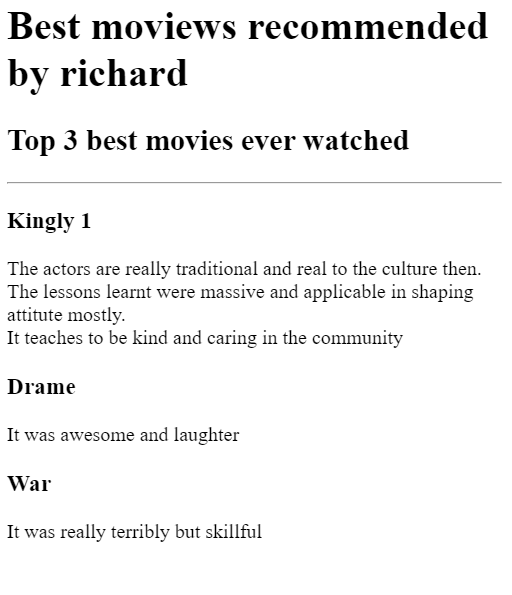 Best moviews recommended
by richard
Top 3 best movies ever watched
Kingly 1
The actors are really traditional and real to the culture then.
The lessons learnt were massive and applicable in shaping
attitute mostly.
It teaches to be kind and caring in the community
Drame
It was awesome and laughter
War
It was really terribly but skillful